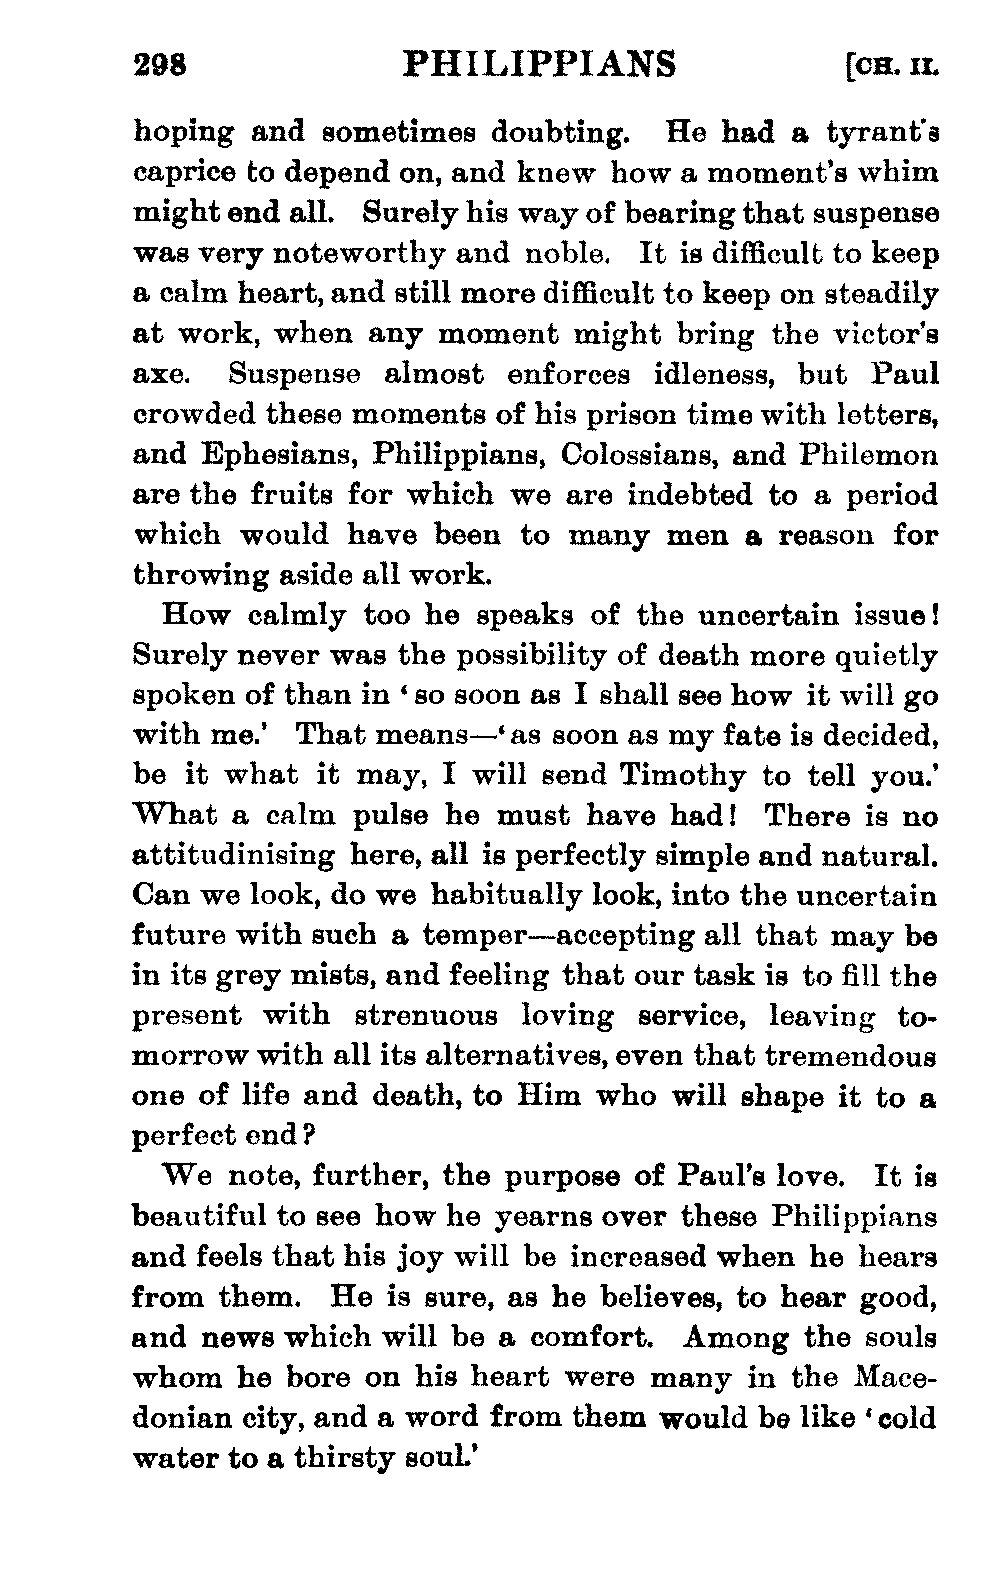 298 PHILIPPIANS [CH. II.
hoping and sometimes doubting. He had a tyrant's
caprice to depend on, and knew how a moment's whim
might end all. Surely his way of bearing that suspense
was very noteworthy and noble. It is difficult to keep
a calm heart, and still more difficult to keep on steadily
at work, when any moment might bring the victor's
axe. Suspense almost enforces idleness, but Paul
crowded these moments of his prison time with letters,
and Ephesians, Philippians, Colossians, and Philemon
are the fruits for which we are indebted to a period
which would have been to many men a reason for
throwing aside all work.
How calmly too he speaks of the uncertain issue!
Surely never was the possibility of death more quietly
spoken of than in ‘so soon as I shall see how it will go
with me.’ That means—‘as soon as my fate is decided,
be it what it may, I will send Timothy to tell you.’
What a calm pulse he must have had! There is no
attitudinising here, all is perfectly simple and natural.
Can we look, do we habitually look, into the uncertain
future with such a temper—accepting all that may be
in its grey mists, and feeling that our task is to fill the
present with strenuous loving service, leaving to-
morrow with all its alternatives, even that tremendous
one of life and death, to Him who will shape it to a
perfect end?
We note, further, the purpose of Paul's love. It is
beautiful to see how he yearns over these Philippians
and feels that his joy will be increased when he hears
from them. He is sure, as he believes, to hear good,
and news which will be a comfort. Among the souls
whom he bore on his heart were many in the Mace-
donian city, and a word from them would be like ‘cold
water to a thirsty soul.’